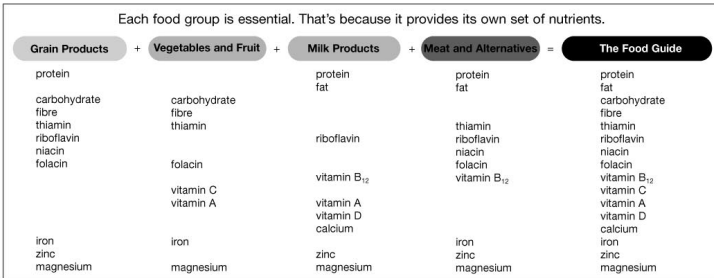 Each food group is essential. That's because it provides its own set of nutrients.
Grain Products + Vegetables and Fruit + Milk Products + Meat and Alternatives = The Food Guide
protein protein protein protein
fat fat fat
carbohydrate carbohydrate carbohydrate
fibre fibre fibre
thiamin thiamin thiamin thiamin
riboflavin riboflavin riboflavin riboflavin
niacin niacin niacin
folacin folacin folacin folacin
vitamin B12 vitamin B12 vitamin B12
vitamin C vitamin C
vitamin A vitamin A vitamin A
vitamin D vitamin D
calcium calcium
iron iron iron iron
zinc zinc zinc zinc
magnesium magnesium magnesium magnesium magnesium